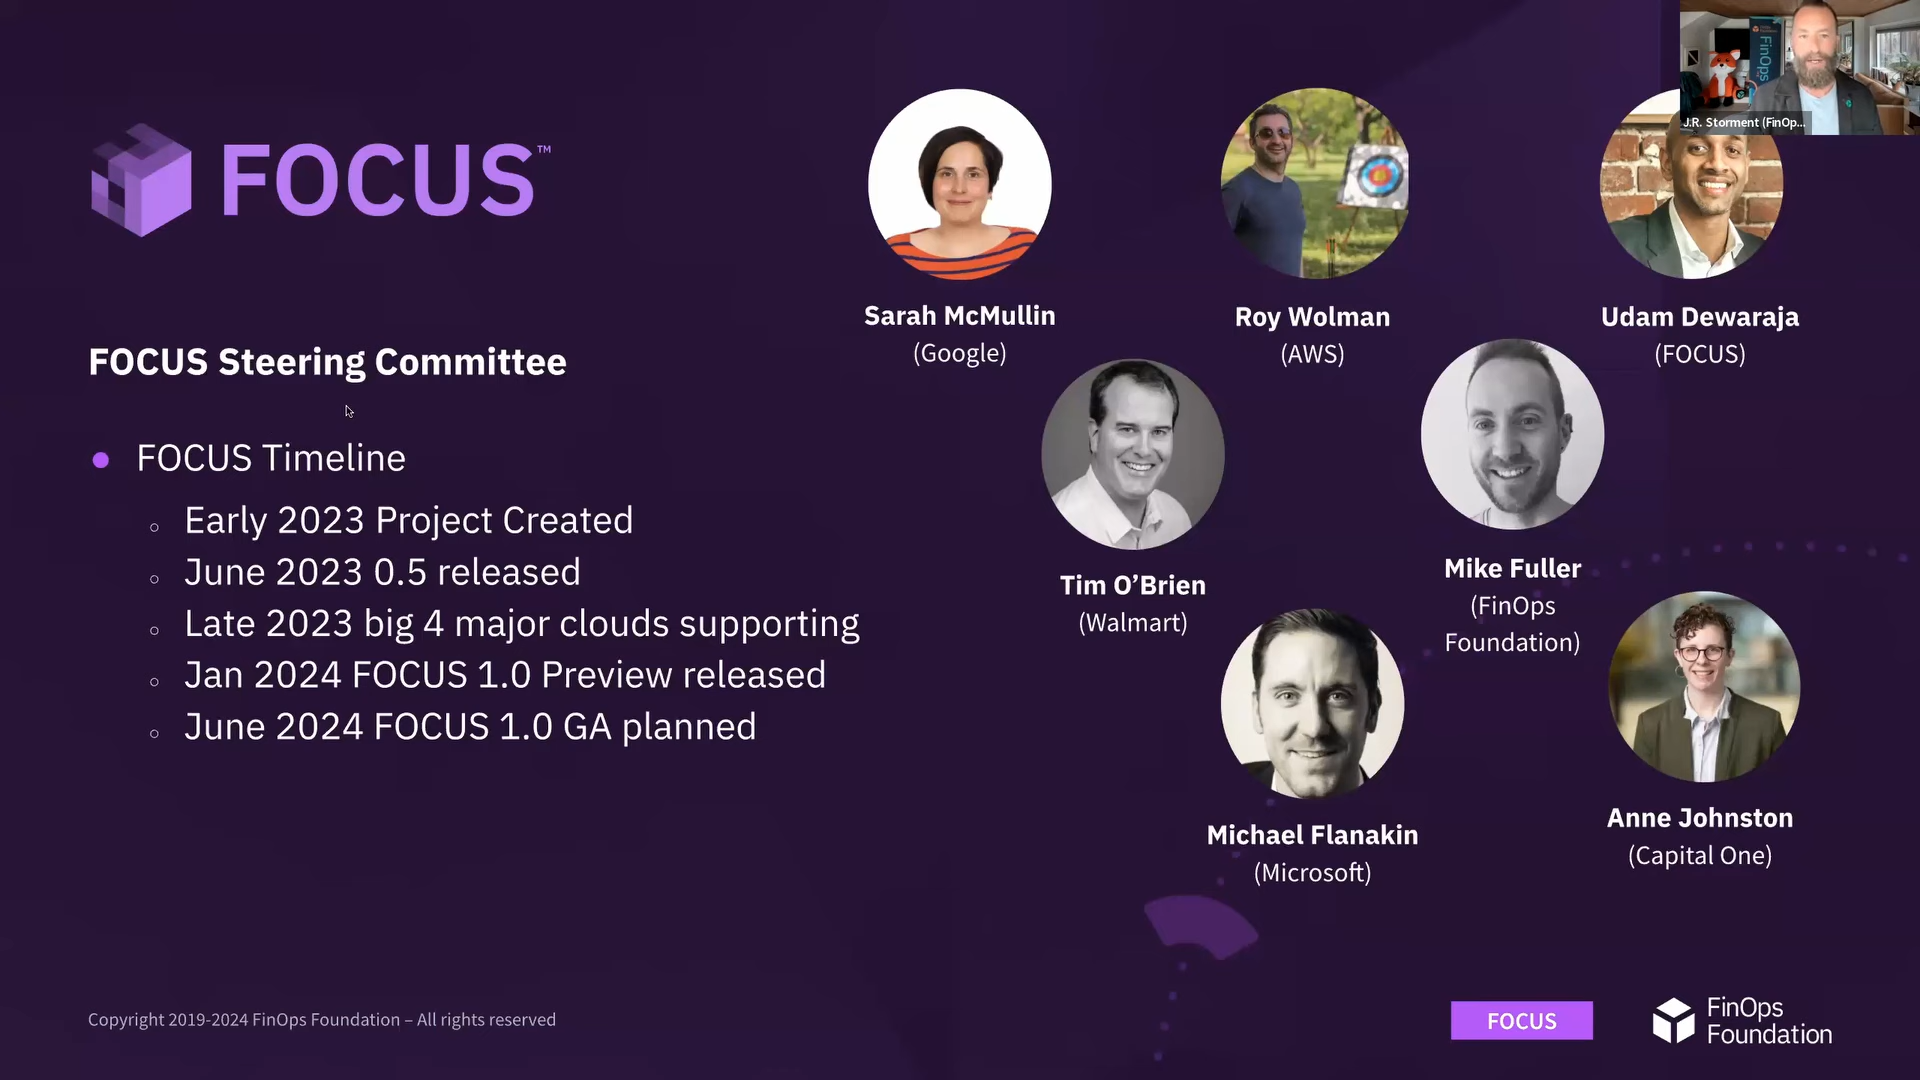 FOCUS™
FOCUS Steering Committee
FOCUS Timeline
Early 2023 Project Created
June 2023 0.5 released
Late 2023 big 4 major clouds supporting
Jan 2024 FOCUS 1.0 Preview released
June 2024 FOCUS 1.0 GA planned
Sarah McMullin
(Google)
Roy Wolman
(AWS)
Udam Dewaraja
(FOCUS)
Tim O’Brien
(Walmart)
Mike Fuller
(FinOps
Foundation)
Michael Flanakin
(Microsoft)
Anne Johnston
(Capital One)
FinOps
J.R. Storment (FinOp...
Copyright 2019-2024 FinOps Foundation – All rights reserved
FOCUS
FinOps
Foundation